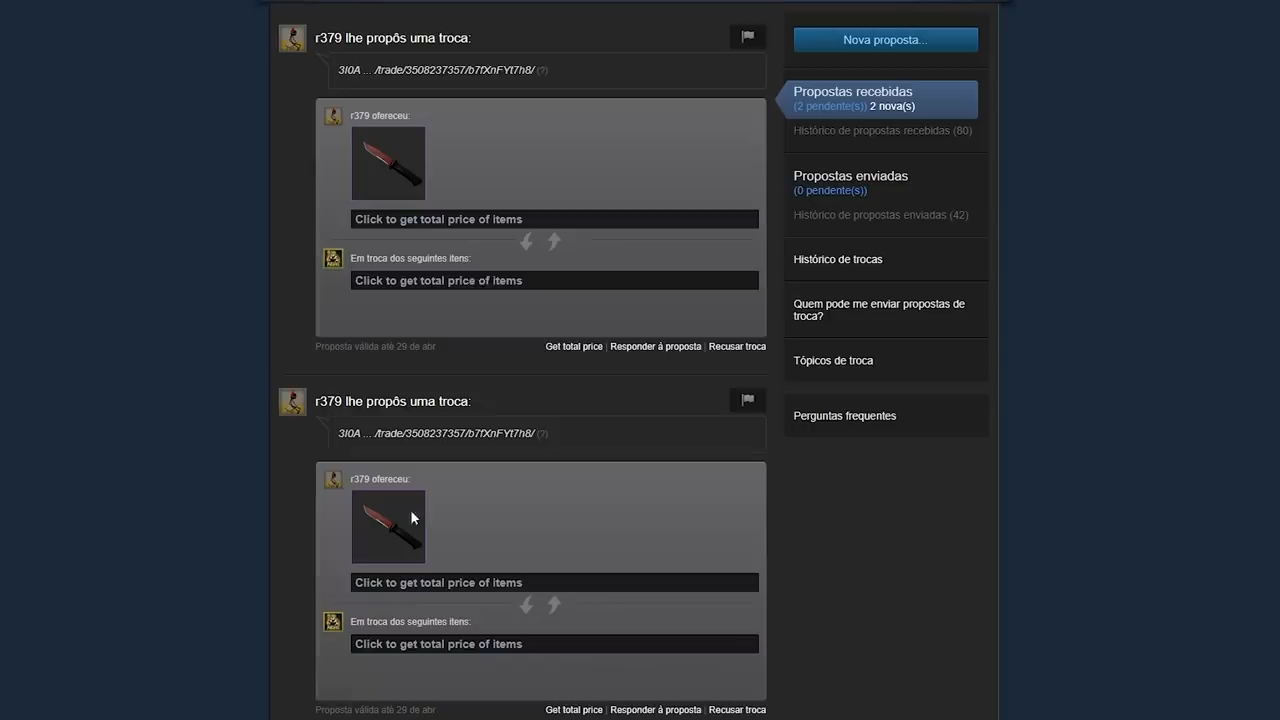 r379 lhe propôs uma troca:
3I0A ... /trade/3508237357/b7fXnFYt7h8/ (?)
r379 ofereceu:
Click to get total price of items
Em troca dos seguintes itens:
Click to get total price of items
Proposta válida até 29 de abr
Get total price | Responder à proposta | Recusar troca
r379 lhe propôs uma troca:
3I0A ... /trade/3508237357/b7fXnFYt7h8/ (?)
r379 ofereceu:
Click to get total price of items
Em troca dos seguintes itens:
Click to get total price of items
Proposta válida até 29 de abr
Get total price | Responder à proposta | Recusar troca
Nova proposta...
Propostas recebidas
(2 pendente(s)) 2 nova(s)
Histórico de propostas recebidas (80)
Propostas enviadas
(0 pendente(s))
Histórico de propostas enviadas (42)
Histórico de trocas
Quem pode me enviar propostas de
troca?
Tópicos de troca
Perguntas frequentes